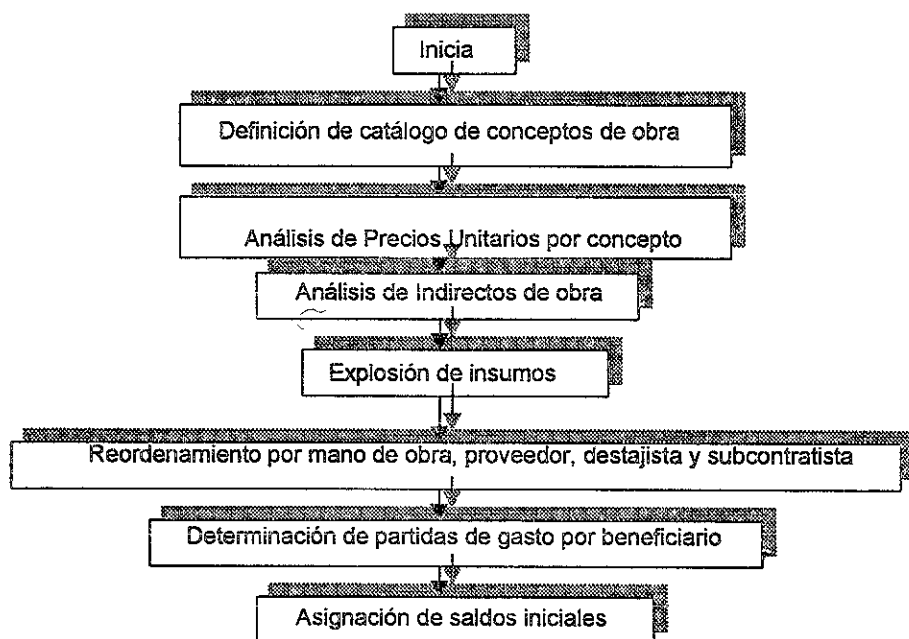 Inicia
Definición de catálogo de conceptos de obra
Análisis de Precios Unitarios por concepto
Análisis de Indirectos de obra
Explosión de insumos
Reordenamiento por mano de obra, proveedor, destajista y subcontratista
Determinación de partidas de gasto por beneficiario
Asignación de saldos iniciales